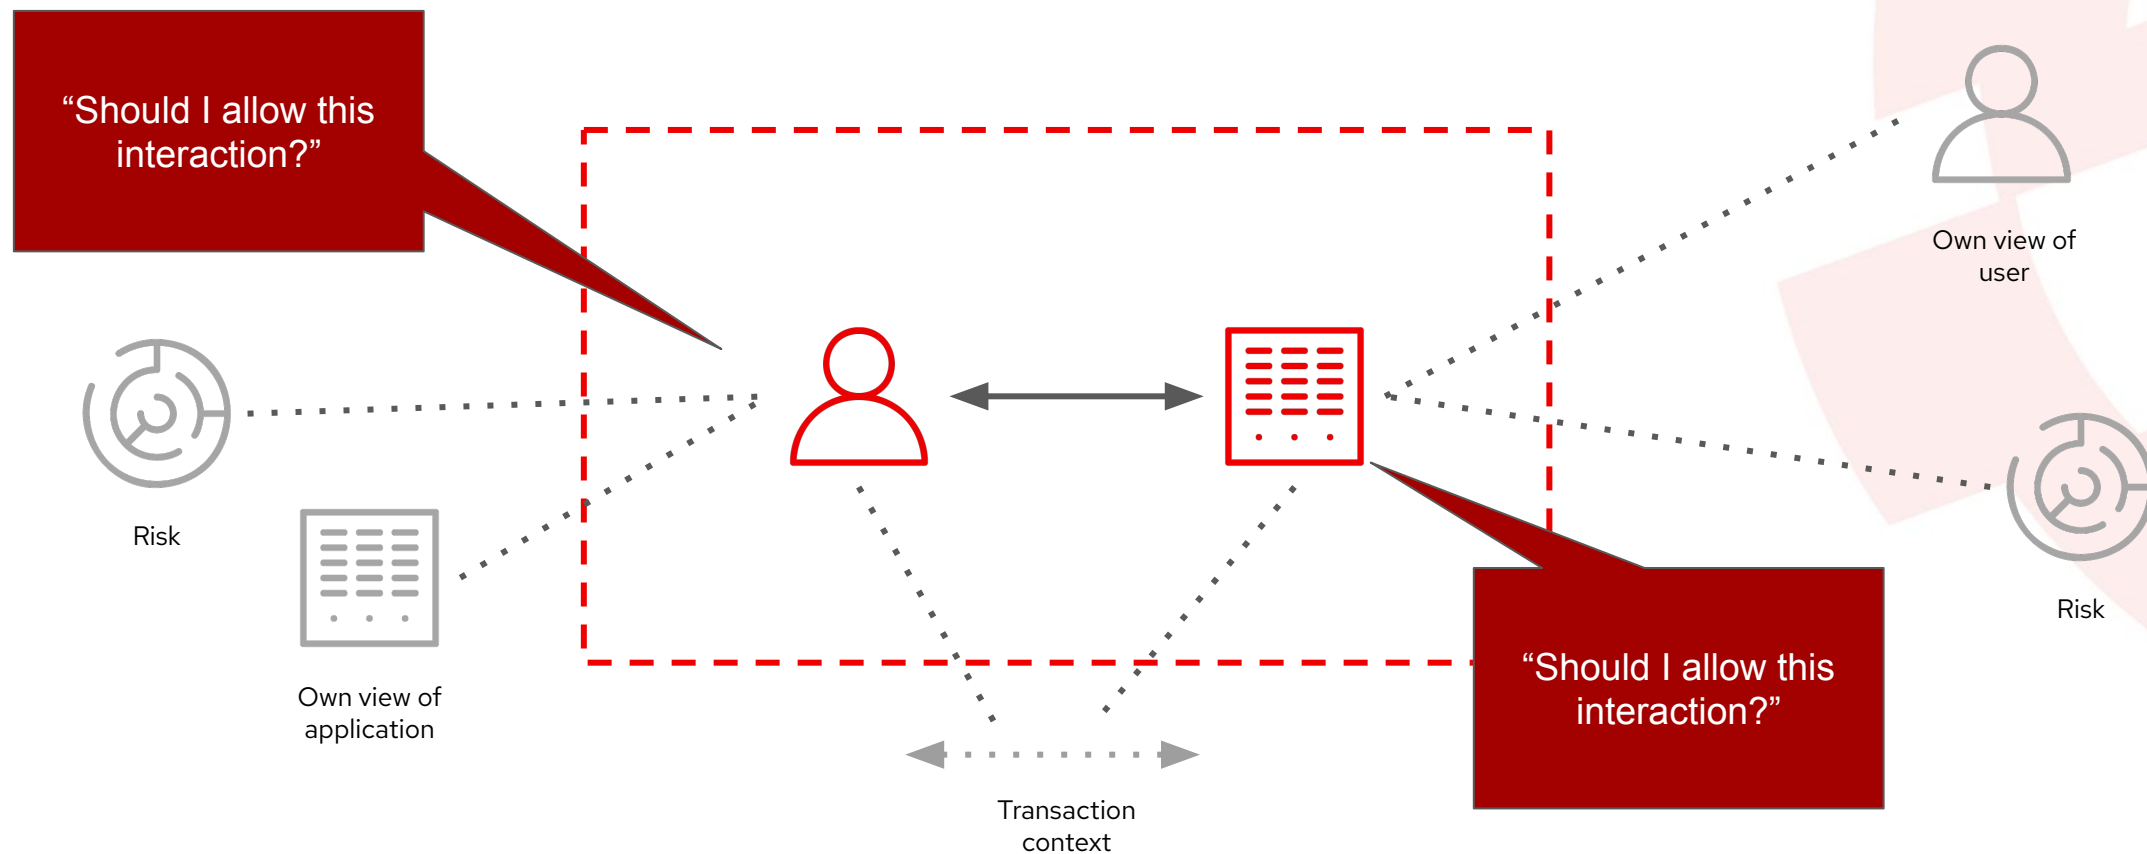 “Should I allow this
interaction?”
Own view of
user
Risk
Own view of
application
Risk
“Should I allow this
interaction?”
Transaction
context